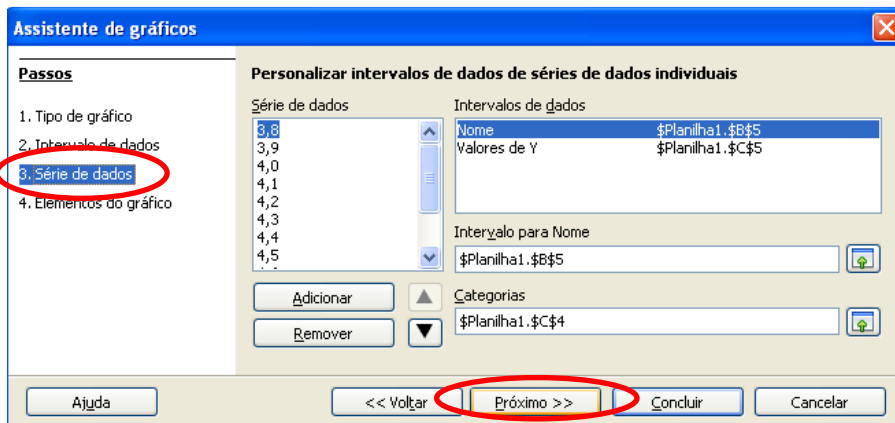 Assistente de gráficos
Passos
1. Tipo de gráfico
2. Intervalo de dados
3. Série de dados
4. Elementos do gráfico
Personalizar intervalos de dados de séries de dados individuais
Série de dados
3,8
3,9
4,0
4,1
4,2
4,3
4,4
4,5
Intervalos de dados
Nome $Planilha1.$B$5
Valores de Y $Planilha1.$C$5
Intervalo para Nome
$Planilha1.$B$5
Categorias
$Planilha1.$C$4
Adicionar
Remover
Ajuda
<< Voltar
Próximo >>
Concluir
Cancelar